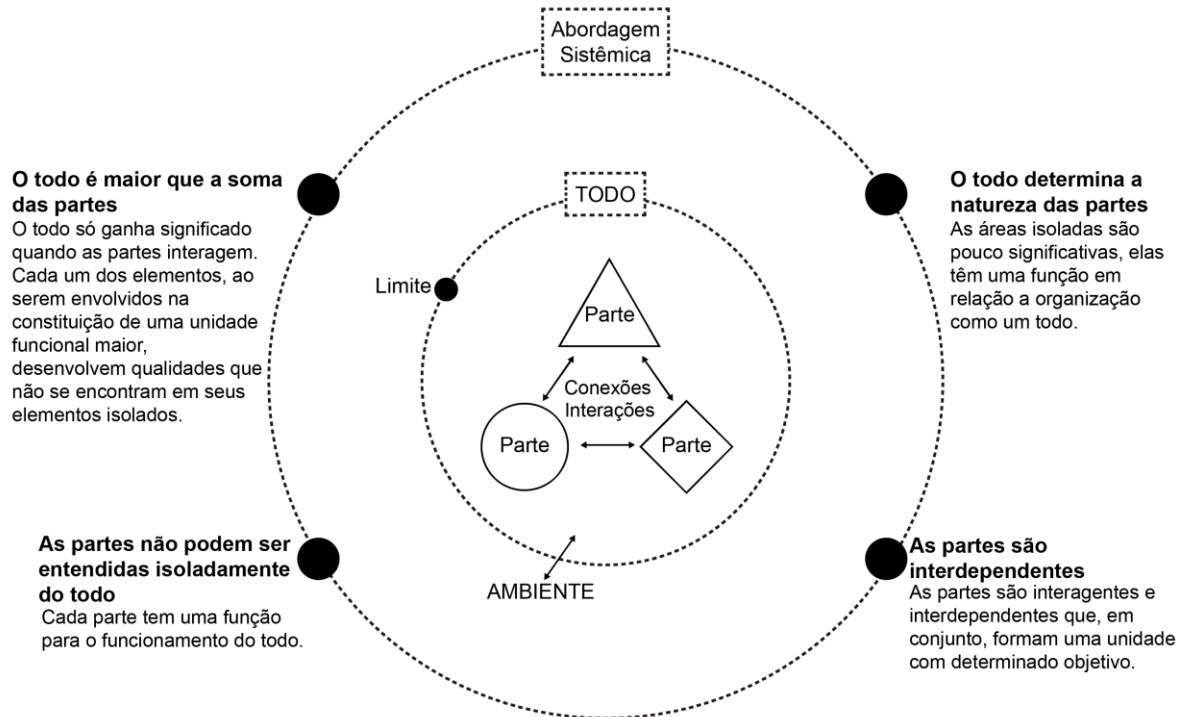 Abordagem
Sistêmica
O todo é maior que a soma
das partes
O todo só ganha significado
quando as partes interagem.
Cada um dos elementos, ao
serem envolvidos na
constituição de uma unidade
funcional maior,
desenvolvem qualidades que
não se encontram em seus
elementos isolados.
O todo determina a
natureza das partes
As áreas isoladas são
pouco significativas, elas
têm uma função em
relação a organização
como um todo.
TODO
Limite
Parte
Conexões
Interações
Parte
Parte
AMBIENTE
As partes não podem ser
entendidas isoladamente
do todo
Cada parte tem uma função
para o funcionamento do todo.
As partes são
interdependentes
As partes são interagentes e
interdependentes que, em
conjunto, formam uma unidade
com determinado objetivo.